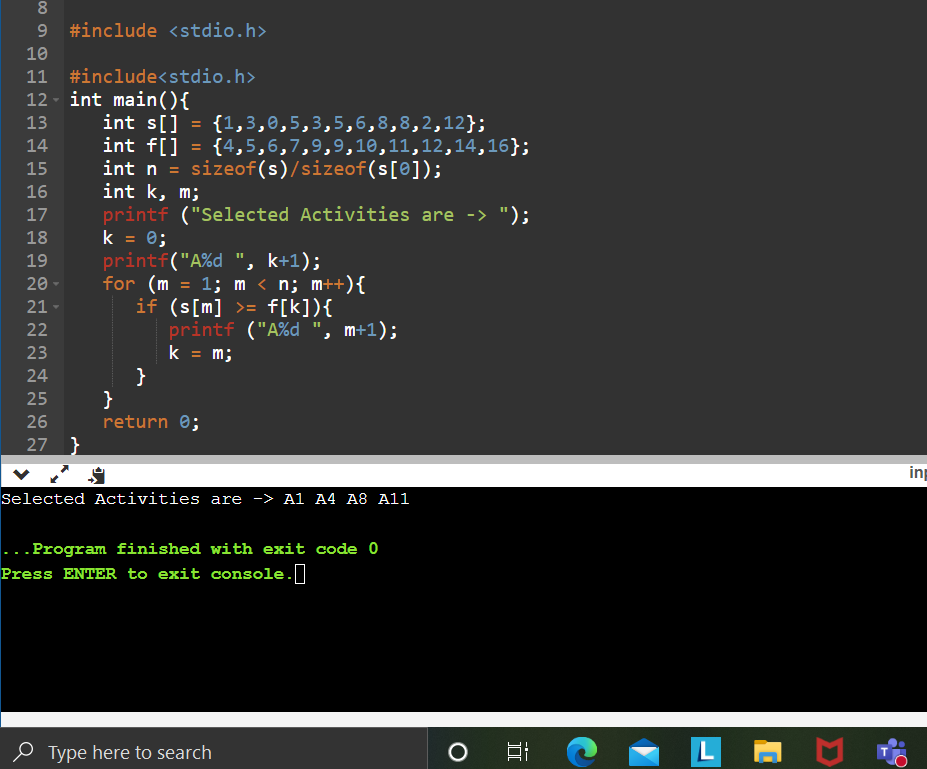 8
9 #include <stdio.h>
10
11 #include<stdio.h>
12 int main(){
13 int s[] = {1,3,0,5,3,5,6,8,8,2,12};
14 int f[] = {4,5,6,7,9,9,10,11,12,14,16};
15 int n = sizeof(s)/sizeof(s[0]);
16 int k, m;
17 printf ("Selected Activities are -> ");
18 k = 0;
19 printf("A%d ", k+1);
20 for (m = 1; m < n; m++){
21 if (s[m] >= f[k]){
22 printf ("A%d ", m+1);
23 k = m;
24 }
25 }
26 return 0;
27 }
inp
Selected Activities are -> A1 A4 A8 A11
...Program finished with exit code 0
Press ENTER to exit console.
Type here to search
L
T